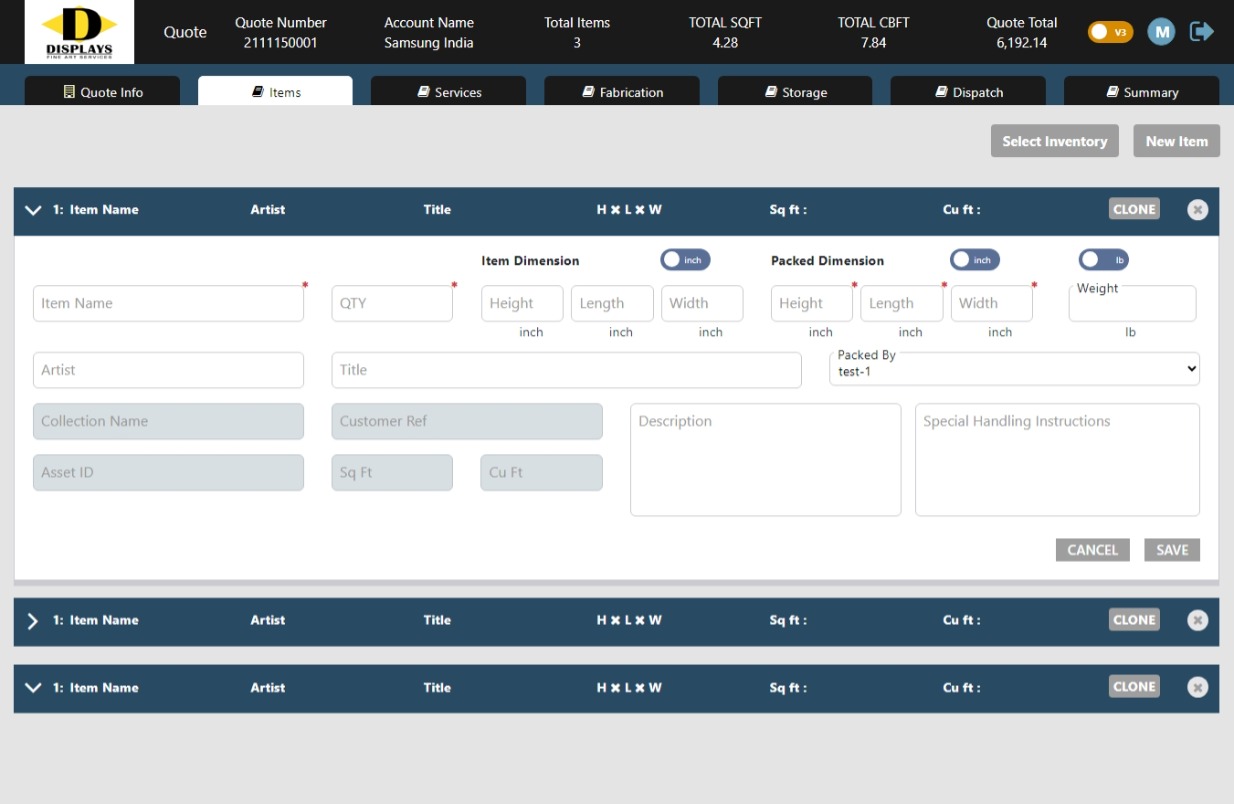 D
DISPLAYS
FINE ART SERVICES
Quote
Quote Number
2111150001
Account Name
Samsung India
Total Items
3
TOTAL SQFT
4.28
TOTAL CBFT
7.84
Quote Total
6,192.14
V3
M
Quote Info
Items
Services
Fabrication
Storage
Dispatch
Summary
Select Inventory
New Item
1: Item Name Artist Title H ✖ L ✖ W Sq ft : Cu ft : CLONE
Item Dimension inch Packed Dimension inch lb
Item Name * QTY * Height Length Width Height * Length * Width * Weight
inch inch inch inch inch inch lb
Artist Title Packed By
test-1
Collection Name Customer Ref Description Special Handling Instructions
Asset ID Sq Ft Cu Ft
CANCEL SAVE
1: Item Name Artist Title H ✖ L ✖ W Sq ft : Cu ft : CLONE
1: Item Name Artist Title H ✖ L ✖ W Sq ft : Cu ft : CLONE